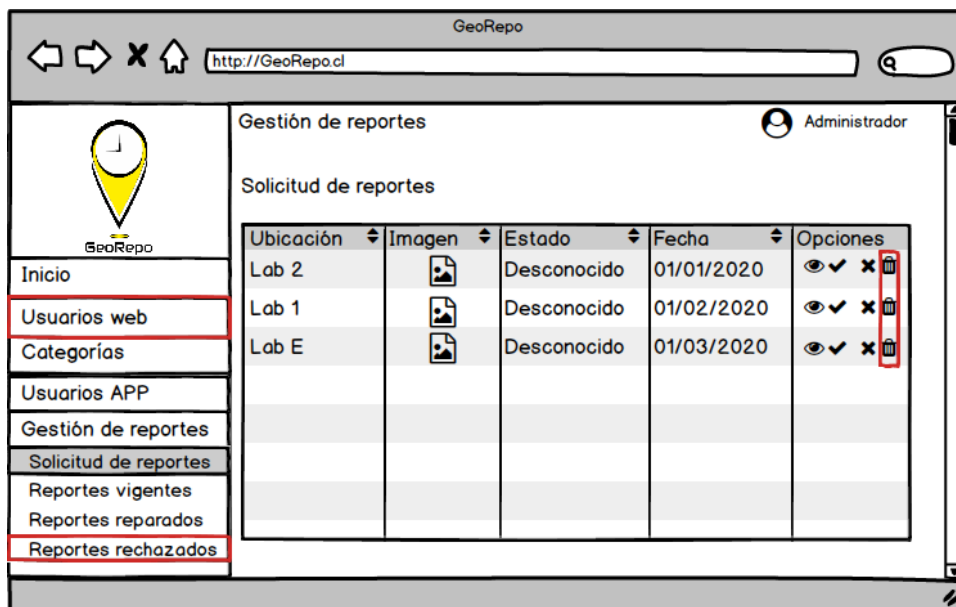 GeoRepo
http://GeoRepo.cl
GeoRepo
Inicio
Usuarios web
Categorías
Usuarios APP
Gestión de reportes
Solicitud de reportes
Reportes vigentes
Reportes reparados
Reportes rechazados
Gestión de reportes
Administrador
Solicitud de reportes
Ubicación Imagen Estado Fecha Opciones
Lab 2 Desconocido 01/01/2020
Lab 1 Desconocido 01/02/2020
Lab E Desconocido 01/03/2020